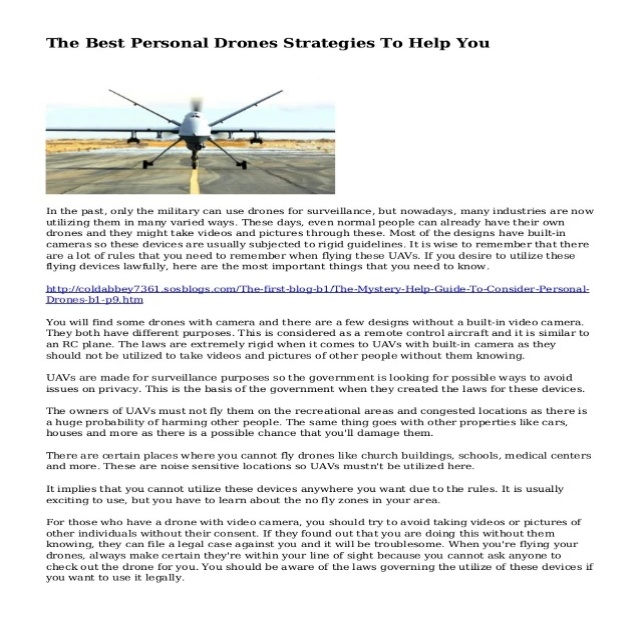 The Best Personal Drones Strategies To Help You
In the past, only the military can use drones for surveillance, but nowadays, many industries are now
utilizing them in many varied ways. These days, even normal people can already have their own
drones and they might take videos and pictures through these. Most of the designs have built-in
cameras so these devices are usually subjected to rigid guidelines. It is wise to remember that there
are a lot of rules that you need to remember when flying these UAVs. If you desire to utilize these
flying devices lawfully, here are the most important things that you need to know.
http://coldabbey7361.sosblogs.com/The-first-blog-b1/The-Mystery-Help-Guide-To-Consider-Personal-
Drones-b1-p9.htm
You will find some drones with camera and there are a few designs without a built-in video camera.
They both have different purposes. This is considered as a remote control aircraft and it is similar to
an RC plane. The laws are extremely rigid when it comes to UAVs with built-in camera as they
should not be utilized to take videos and pictures of other people without them knowing.
UAVs are made for surveillance purposes so the government is looking for possible ways to avoid
issues on privacy. This is the basis of the government when they created the laws for these devices.
The owners of UAVs must not fly them on the recreational areas and congested locations as there is
a huge probability of harming other people. The same thing goes with other properties like cars,
houses and more as there is a possible chance that you'll damage them.
There are certain places where you cannot fly drones like church buildings, schools, medical centers
and more. These are noise sensitive locations so UAVs mustn't be utilized here.
It implies that you cannot utilize these devices anywhere you want due to the rules. It is usually
exciting to use, but you have to learn about the no fly zones in your area.
For those who have a drone with video camera, you should try to avoid taking videos or pictures of
other individuals without their consent. If they found out that you are doing this without them
knowing, they can file a legal case against you and it will be troublesome. When you're flying your
drones, always make certain they're within your line of sight because you cannot ask anyone to
check out the drone for you. You should be aware of the laws governing the utilize of these devices if
you want to use it legally.